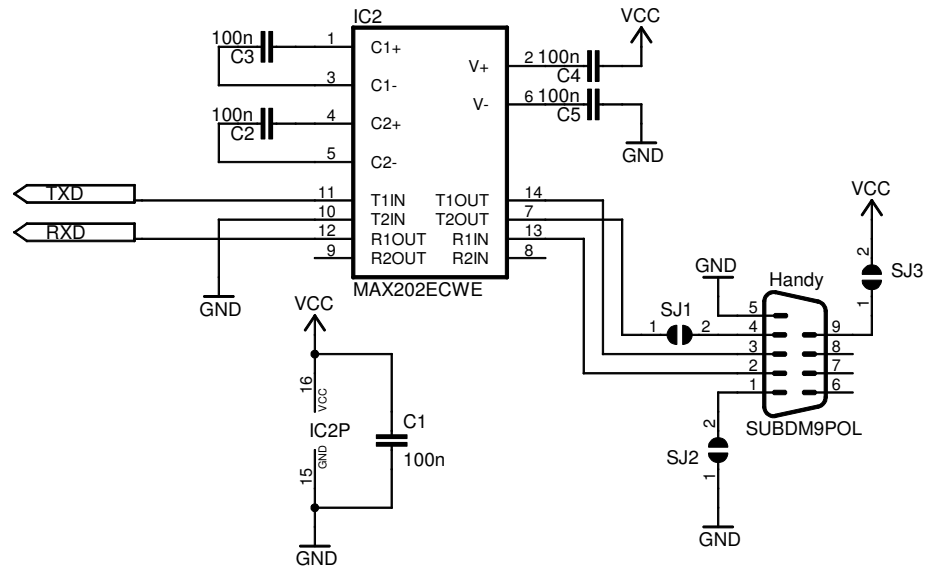 IC2
VCC
100n
C3
1
C1+
3
C1-
V+
2
100n
C4
100n
C2
4
C2+
5
C2-
V-
6
100n
C5
GND
TXD
11
T1IN
T1OUT
14
10
T2IN
T2OUT
7
RXD
12
R1OUT
R1IN
13
9
R2OUT
R2IN
8
MAX202ECWE
GND
VCC
16
VCC
IC2P
GND
15
C1
100n
GND
VCC
2
SJ3
1
GND
Handy
SJ1
1
2
5
4
3
2
1
9
8
7
6
SUBDM9POL
2
SJ2
1
GND